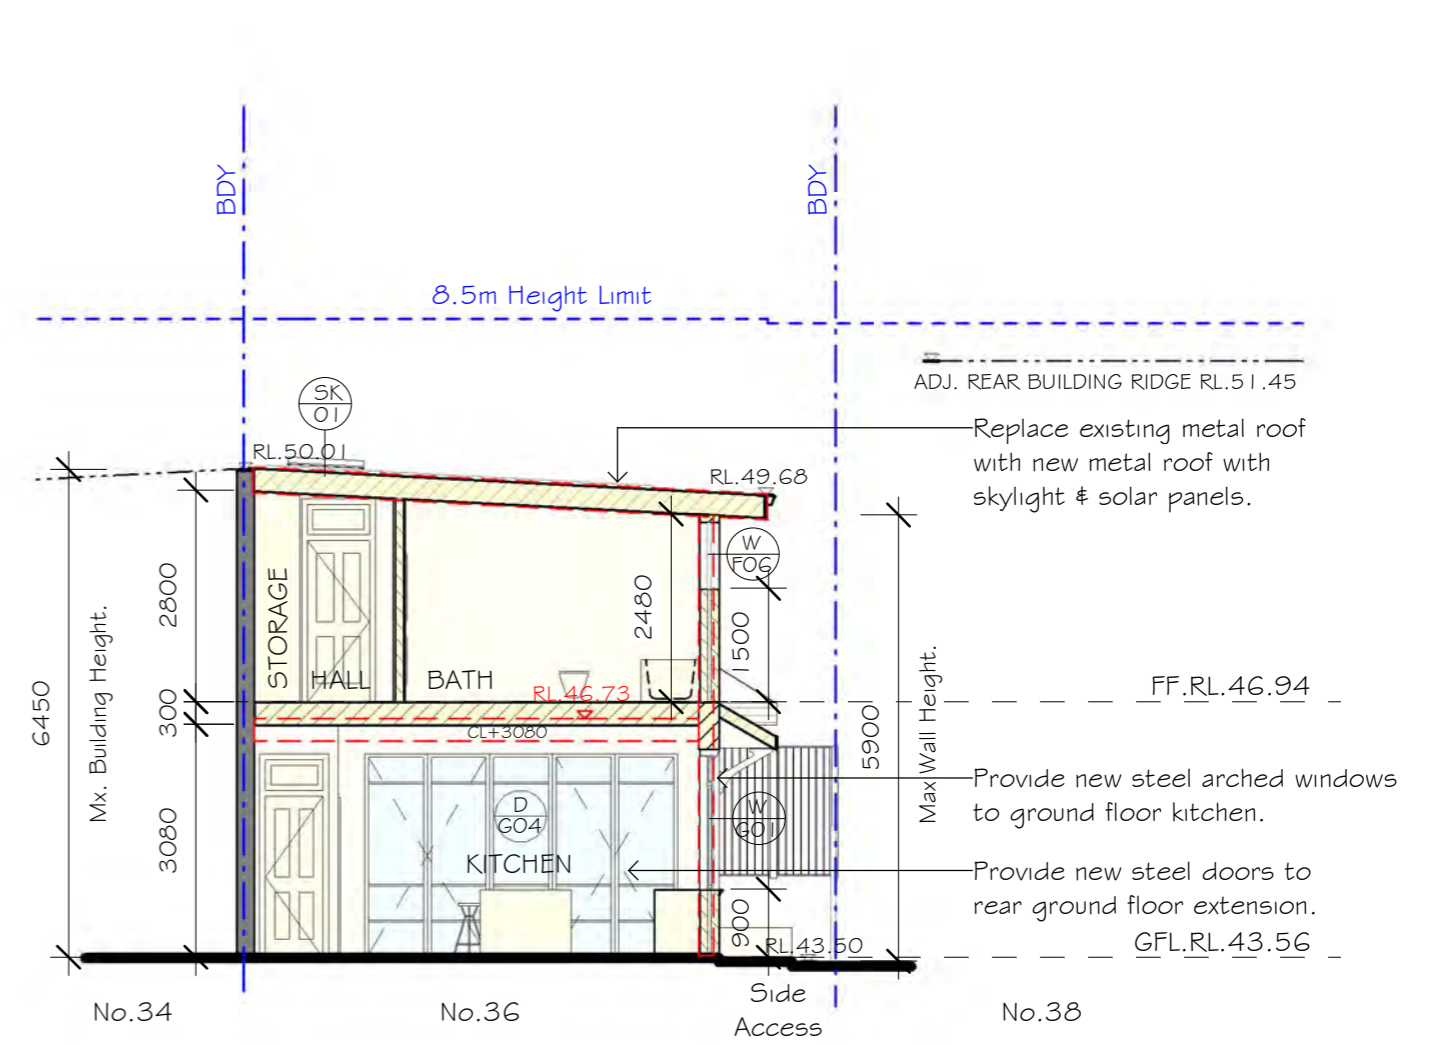 BDY
BDY
8.5m Height Limit
ADJ. REAR BUILDING RIDGE RL.51.45
SK
01
RL.50.01
RL.49.68
Replace existing metal roof
with new metal roof with
skylight & solar panels.
W
F06
2800
STORAGE
HALL
BATH
2480
1500
RL.46.73
FF.RL.46.94
300
CL+3080
6450
Mx. Building Height.
5900
Max Wall Height.
D
G04
KITCHEN
W
G01
Provide new steel arched windows
to ground floor kitchen.
3080
Provide new steel doors to
rear ground floor extension.
900
RL.43.50
GFL.RL.43.56
No.34
No.36
Side
Access
No.38